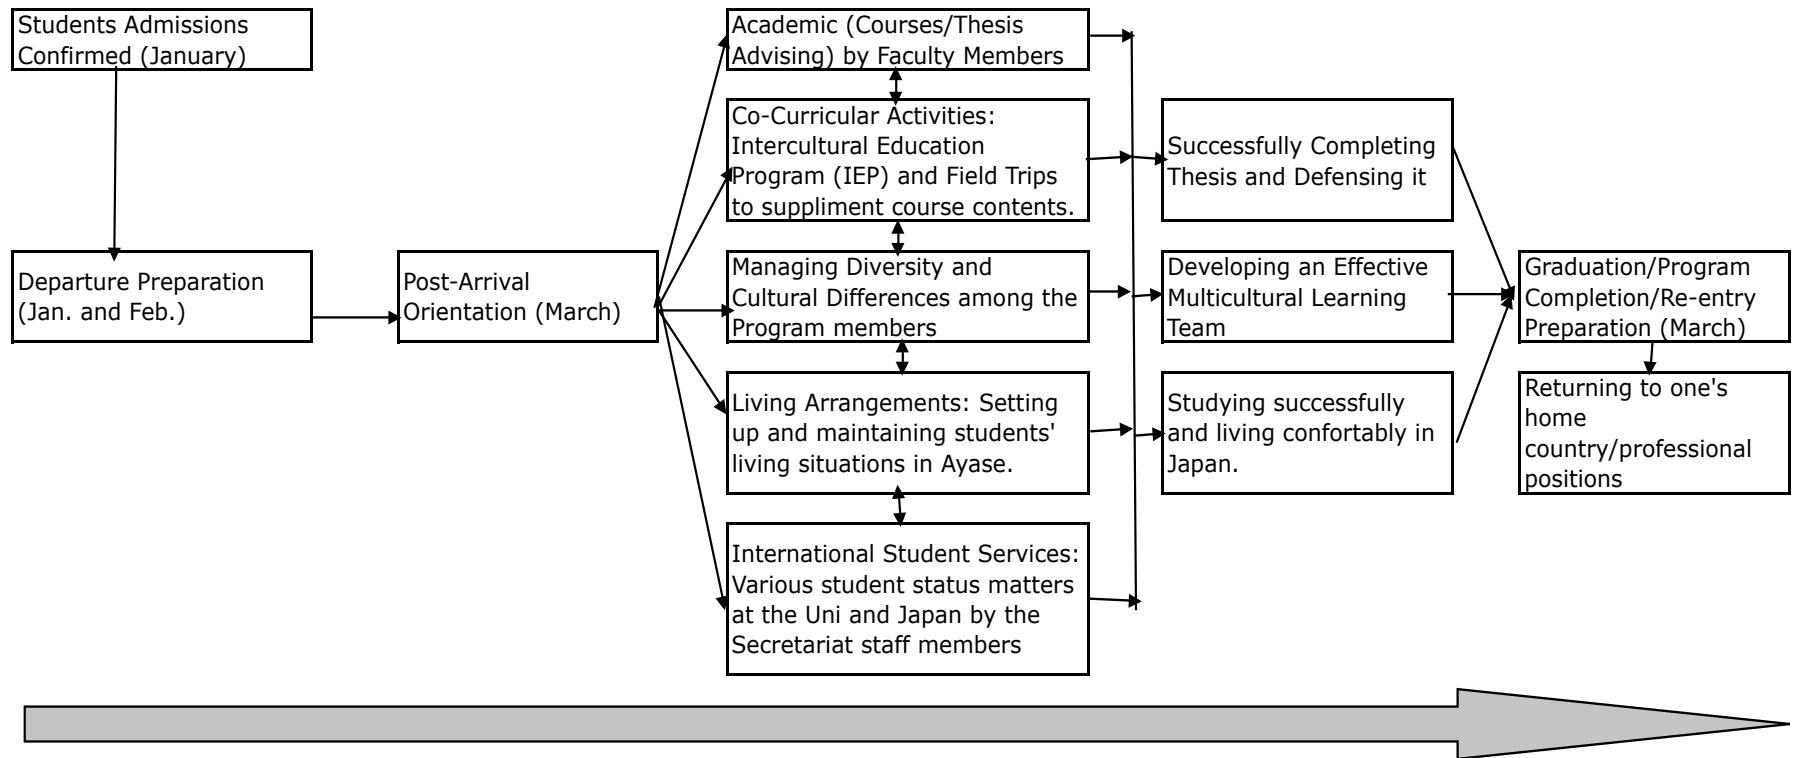 Students Admissions
Confirmed (January)
Departure Preparation
(Jan. and Feb.)
Post-Arrival
Orientation (March)
Academic (Courses/Thesis
Advising) by Faculty Members
Co-Curricular Activities:
Intercultural Education
Program (IEP) and Field Trips
to suppliment course contents.
Managing Diversity and
Cultural Differences among the
Program members
Living Arrangements: Setting
up and maintaining students'
living situations in Ayase.
International Student Services:
Various student status matters
at the Uni and Japan by the
Secretariat staff members
Successfully Completing
Thesis and Defensing it
Developing an Effective
Multicultural Learning
Team
Studying successfully
and living confortably in
Japan.
Graduation/Program
Completion/Re-entry
Preparation (March)
Returning to one's
home
country/professional
positions